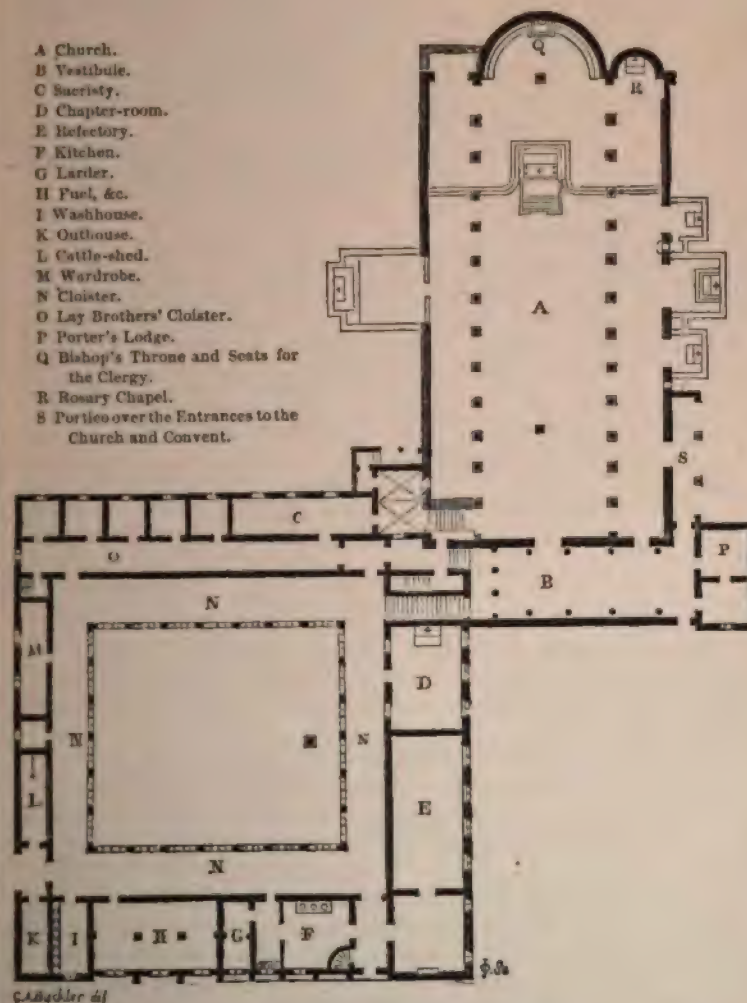 A Church.
B Vestibule.
C Sacristy.
D Chapter-room.
E Refectory.
F Kitchen.
G Larder.
H Fuel, &c.
I Washhouse.
K Outhouse.
L Cattle-shed.
M Wardrobe.
N Cloister.
O Lay Brothers' Cloister.
P Porter's Lodge.
Q Bishop's Throne and Seats for
the Clergy.
R Rosary Chapel.
S Portico over the Entrances to the
Church and Convent.
Q
R
A
S
C
P
O
B
N
M
D
N
N
L
E
N
K
I
H
G
F